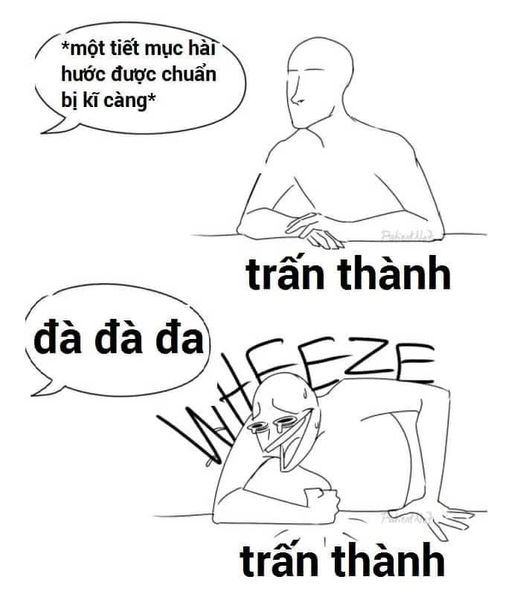 *một tiết mục hài
hước được chuẩn
bị kĩ càng*
trấn thành
đà đà đa
WHEEZE
trấn thành